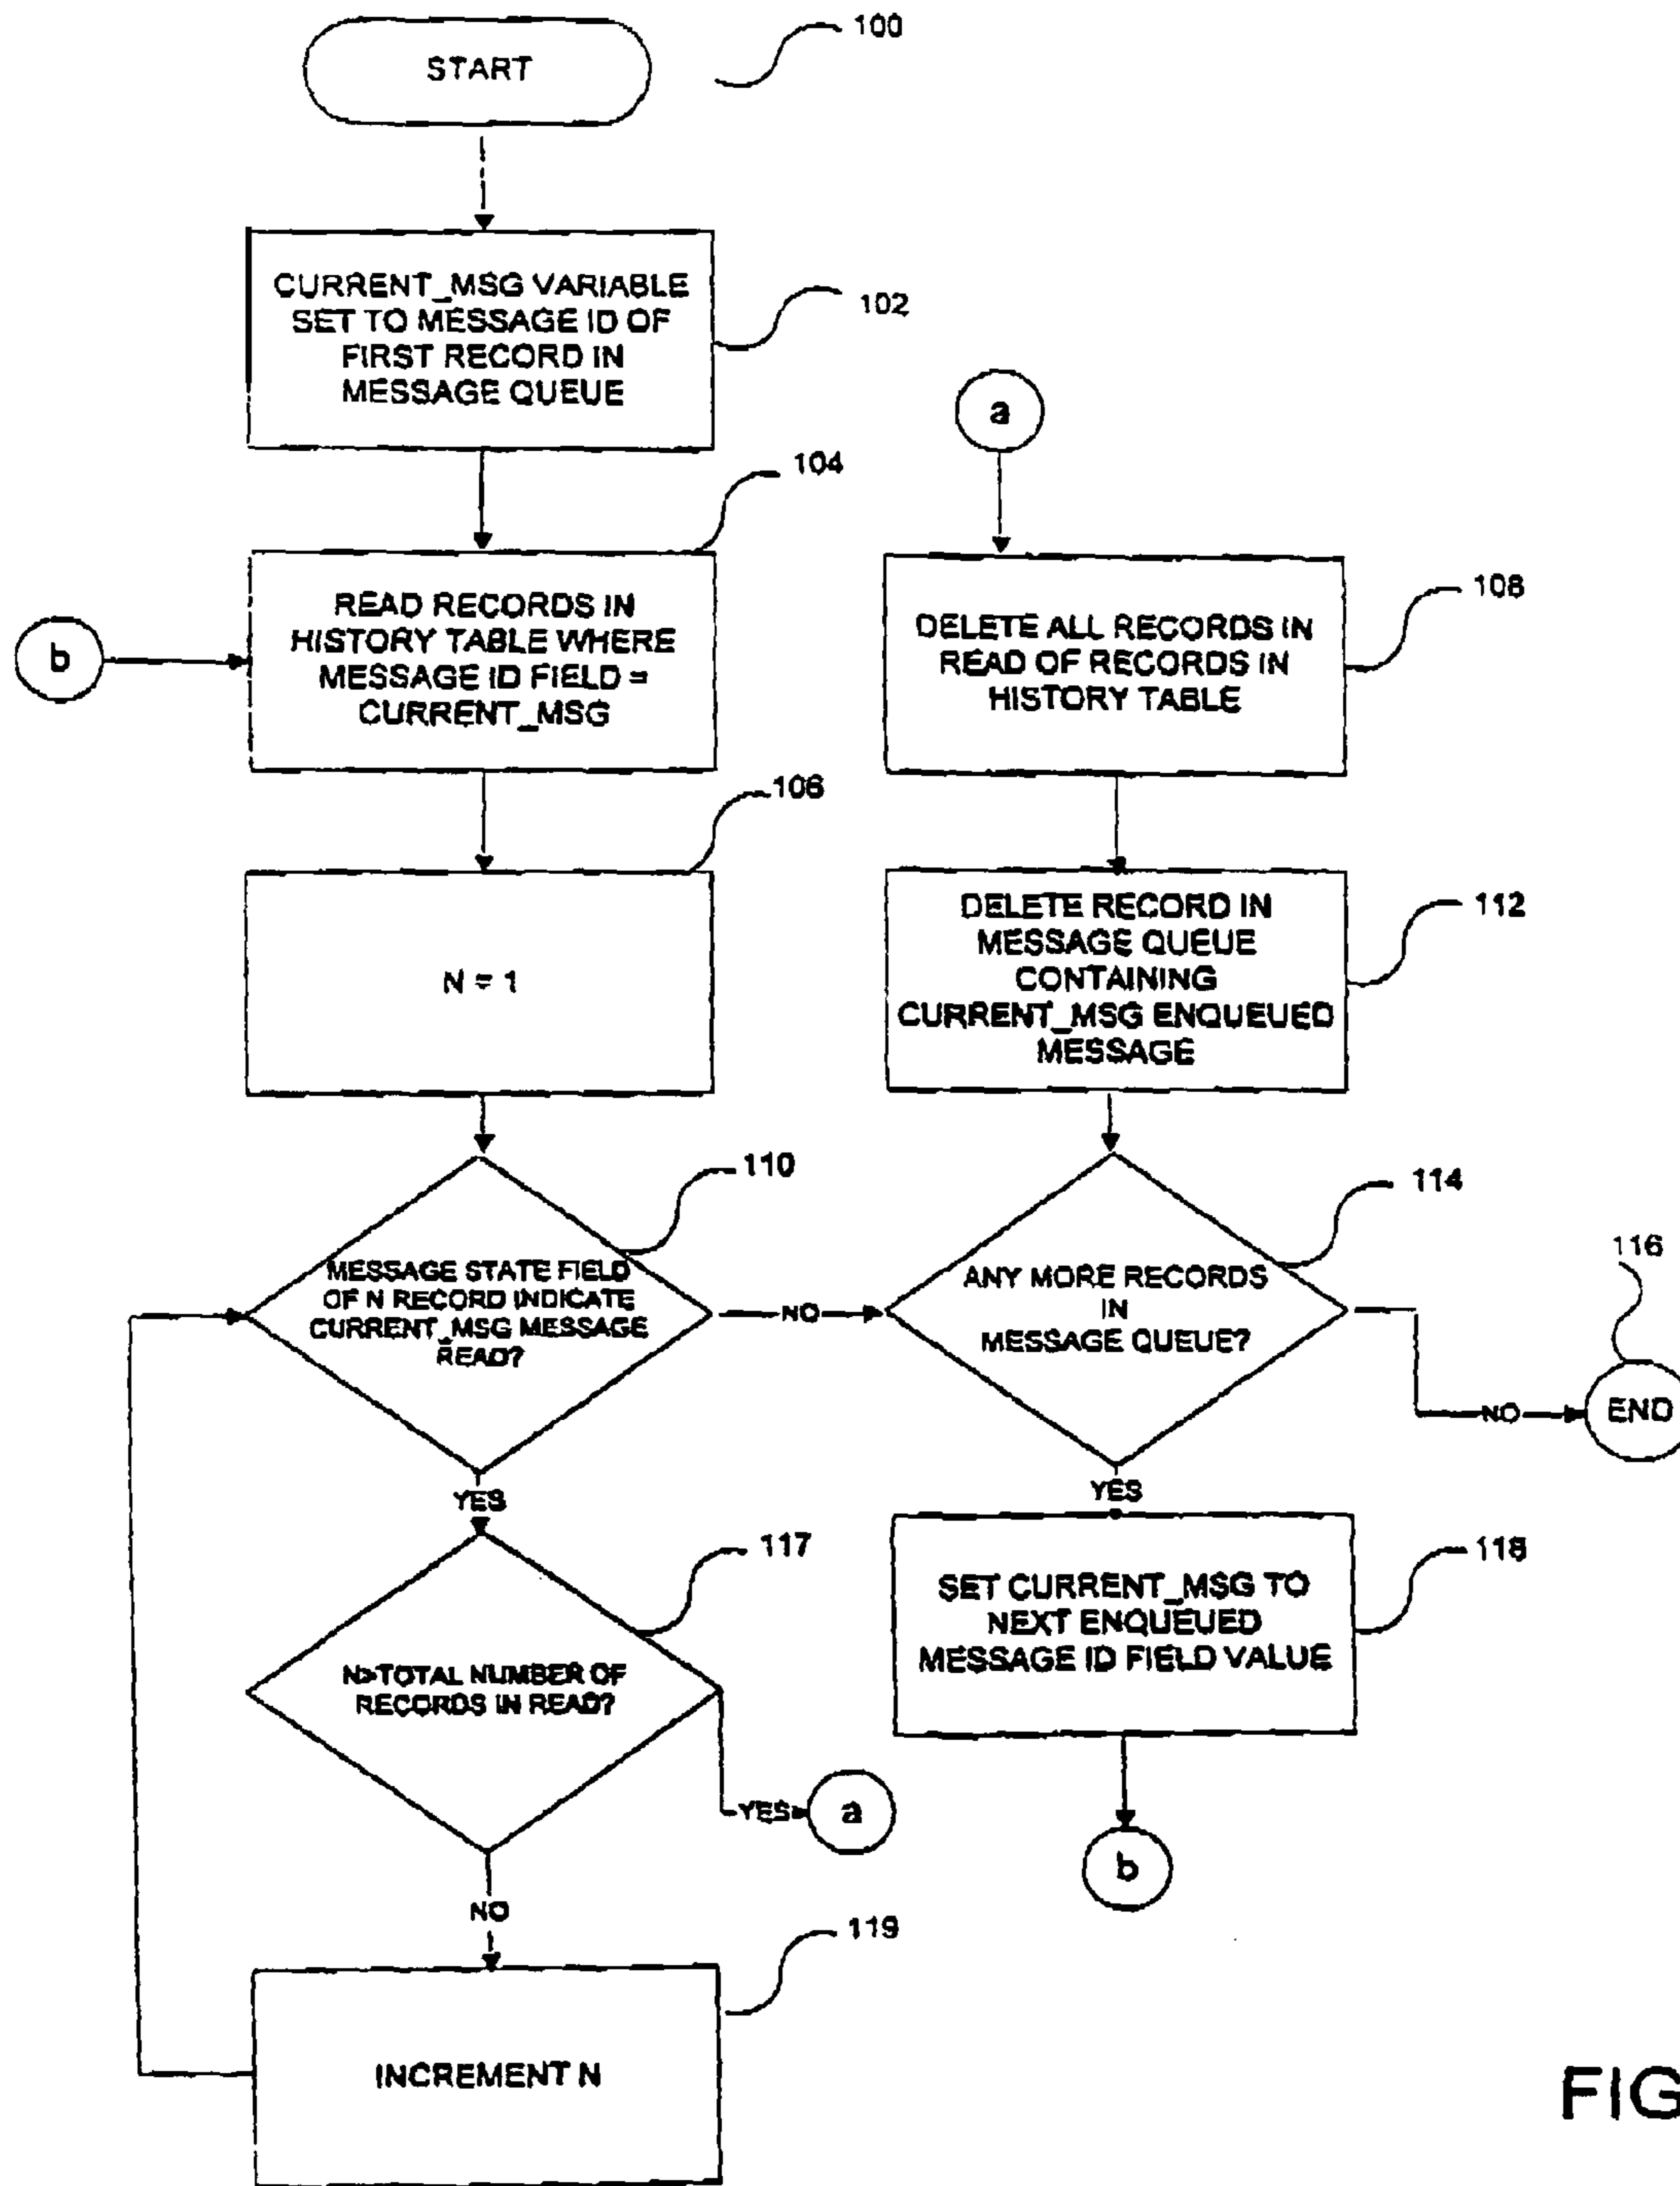 START
100
CURRENT_MSG VARIABLE
SET TO MESSAGE ID OF
FIRST RECORD IN
MESSAGE QUEUE
102
a
104
READ RECORDS IN
HISTORY TABLE WHERE
MESSAGE ID FIELD =
CURRENT_MSG
b
DELETE ALL RECORDS IN
READ OF RECORDS IN
HISTORY TABLE
108
106
N = 1
DELETE RECORD IN
MESSAGE QUEUE
CONTAINING
CURRENT_MSG ENQUEUED
MESSAGE
112
110
MESSAGE STATE FIELD
OF N RECORD INDICATE
CURRENT_MSG MESSAGE
READ?
NO
YES
114
ANY MORE RECORDS
IN
MESSAGE QUEUE?
116
NO
END
YES
117
N>TOTAL NUMBER OF
RECORDS IN READ?
YES
a
NO
118
SET CURRENT_MSG TO
NEXT ENQUEUED
MESSAGE ID FIELD VALUE
b
119
INCREMENT N
FIG